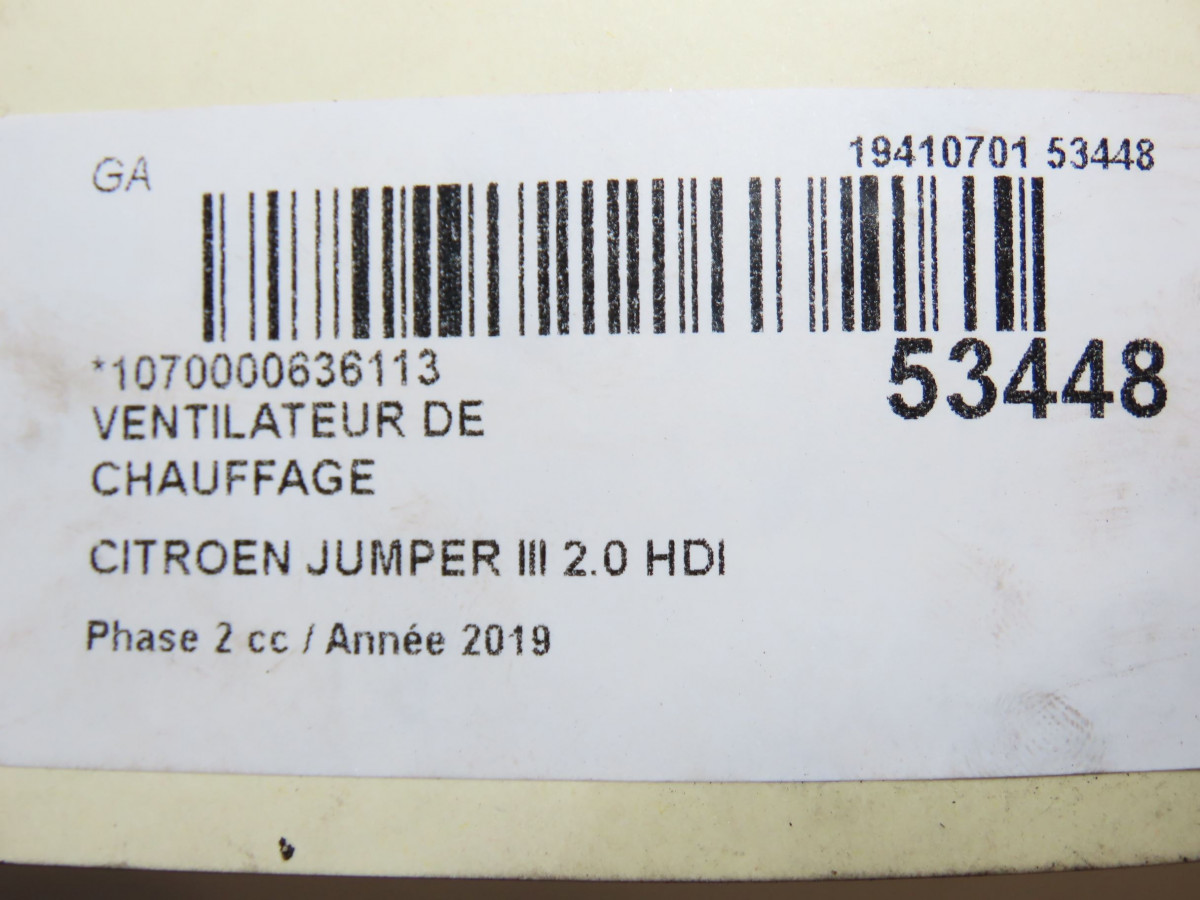 GA
19410701 53448
*1070000636113
53448
VENTILATEUR DE
CHAUFFAGE
CITROEN JUMPER III 2.0 HDI
Phase 2 cc / Année 2019